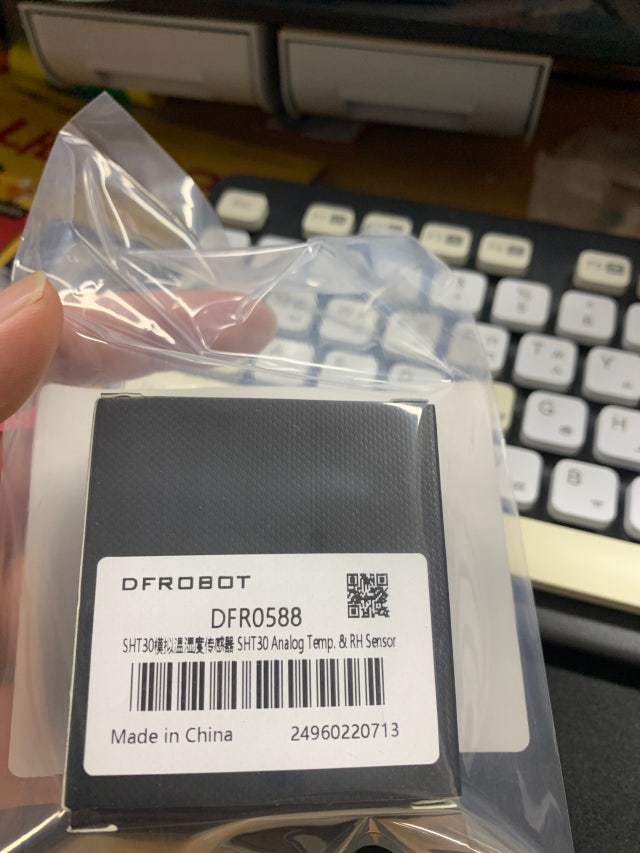 DFROBOT
DFR0588
SHT30模拟温湿度传感器 SHT30 Analog Temp. & RH Sensor
Made in China 24960220713
T
Y
G
H
B